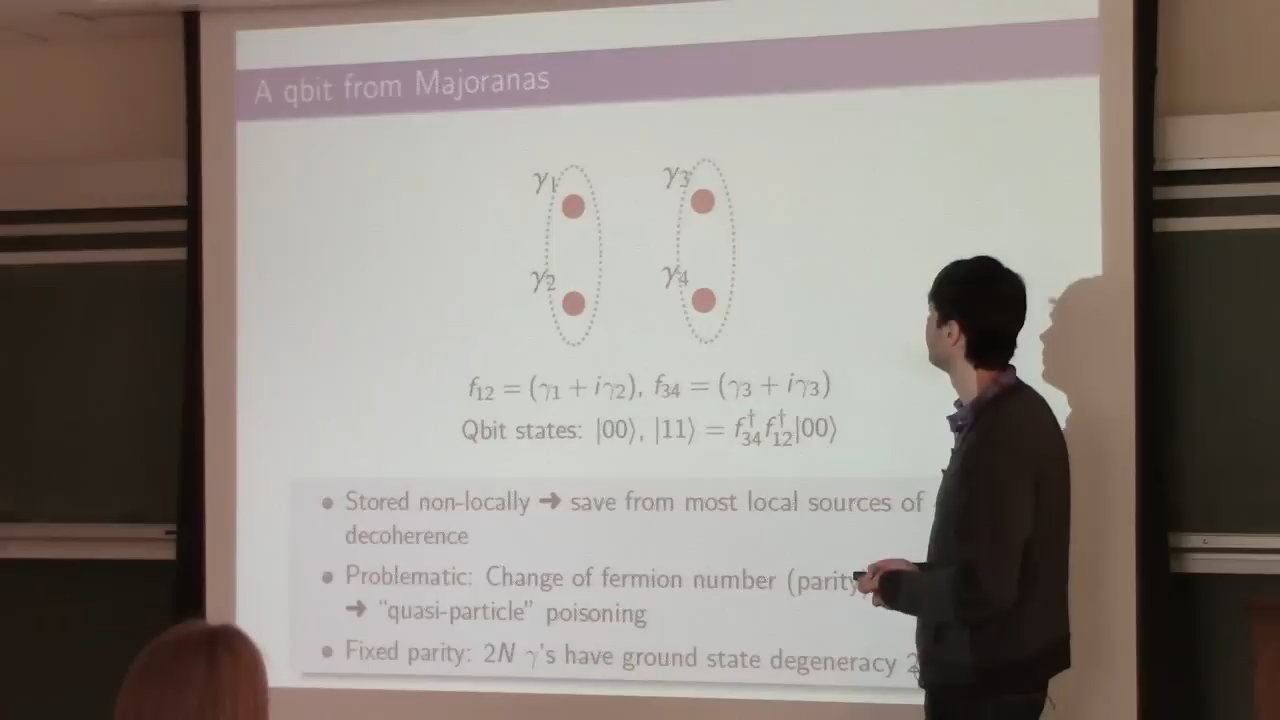 A qbit from Majoranas
γ1 γ3
γ2 γ4
f12 = (γ1 + iγ2), f34 = (γ3 + iγ3)
Qbit states: |00⟩, |11⟩ = f†34 f†12|00⟩
● Stored non-locally ➜ save from most local sources of
decoherence
● Problematic: Change of fermion number (parity
➜ "quasi-particle" poisoning
● Fixed parity: 2N γ's have ground state degeneracy